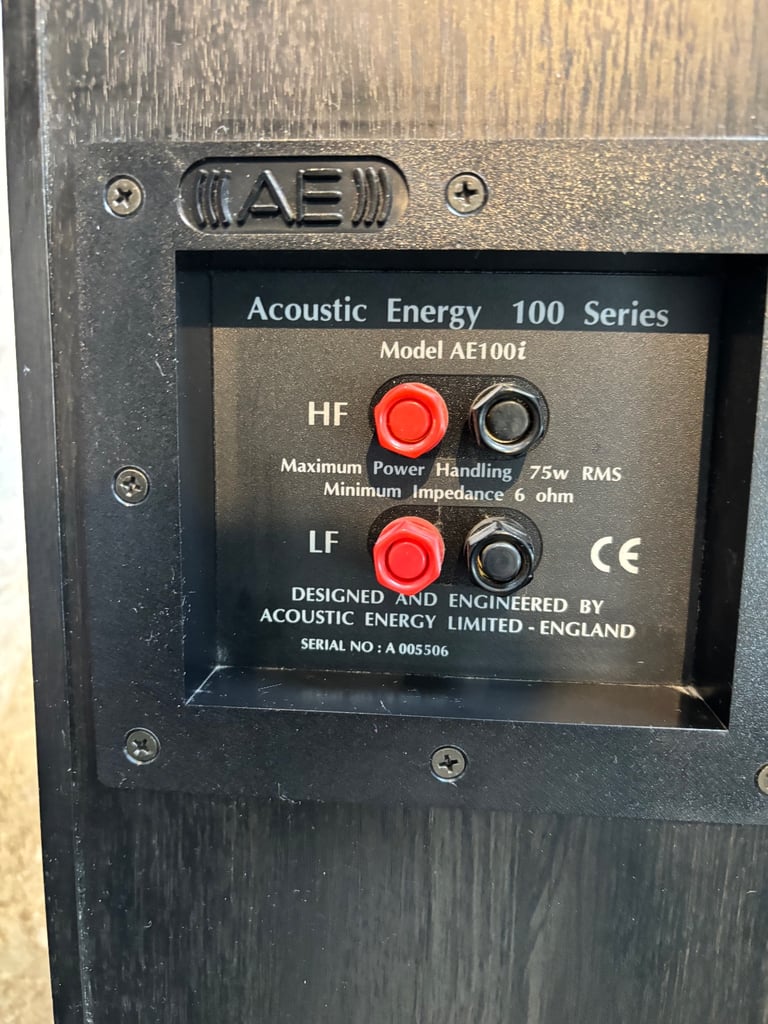 AE
Acoustic Energy 100 Series
Model AE100i
HF
Maximum Power Handling 75w RMS
Minimum Impedance 6 ohm
LF
CE
DESIGNED AND ENGINEERED BY
ACOUSTIC ENERGY LIMITED - ENGLAND
SERIAL NO : A 005506